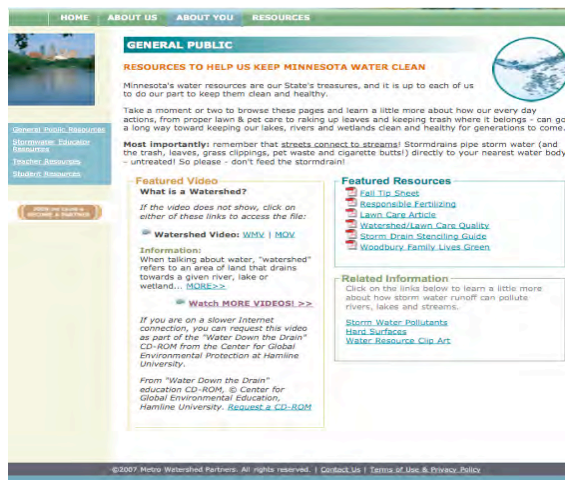 HOME
ABOUT US
ABOUT YOU
RESOURCES
General Public Resources
Stormwater Educator
Resources
Teacher Resources
Student Resources
BECOME A PARTNER
GENERAL PUBLIC
RESOURCES TO HELP US KEEP MINNESOTA WATER CLEAN
Minnesota's water resources are our State's treasures, and it is up to each of us
to do our part to keep them clean and healthy.
Take a moment or two to browse these pages and learn a little more about how our every day
actions, from proper lawn & pet care to raking up leaves and keeping trash where it belongs - can go
a long way toward keeping our lakes, rivers and wetlands clean and healthy for generations to come.
Most importantly: remember that streets connect to streams! Stormdrains pipe storm water (and
the trash, leaves, grass clippings, pet waste and cigarette butts!) directly to your nearest water body
- untreated! So please - don't feed the stormdrain!
Featured Video
What is a Watershed?
If the video does not show, click on
either of these links to access the file:
Watershed Video: WMV | MOV
Information:
When talking about water, "watershed"
refers to an area of land that drains
towards a given river, lake or
wetland... MORE>>
Watch MORE VIDEOS! >>
If you are on a slower Internet
connection, you can request this video
as part of the "Water Down the Drain"
CD-ROM from the Center for Global
Environmental Protection at Hamline
University.
From "Water Down the Drain"
education CD-ROM, © Center for
Global Environmental Education,
Hamline University. Request a CD-ROM
Featured Resources
Fall Tip Sheet
Responsible Fertilizing
Lawn Care Article
Watershed/Lawn Care Quality
Storm Drain Stenciling Guide
Woodbury Family Lives Green
Related Information
Click on the links below to learn a little more
about how storm water runoff can pollute
rivers, lakes and streams.
Storm Water Pollutants
Hard Surfaces
Water Resource Clip Art
©2007 Metro Watershed Partners. All rights reserved. | Contact Us | Terms of Use & Privacy Policy